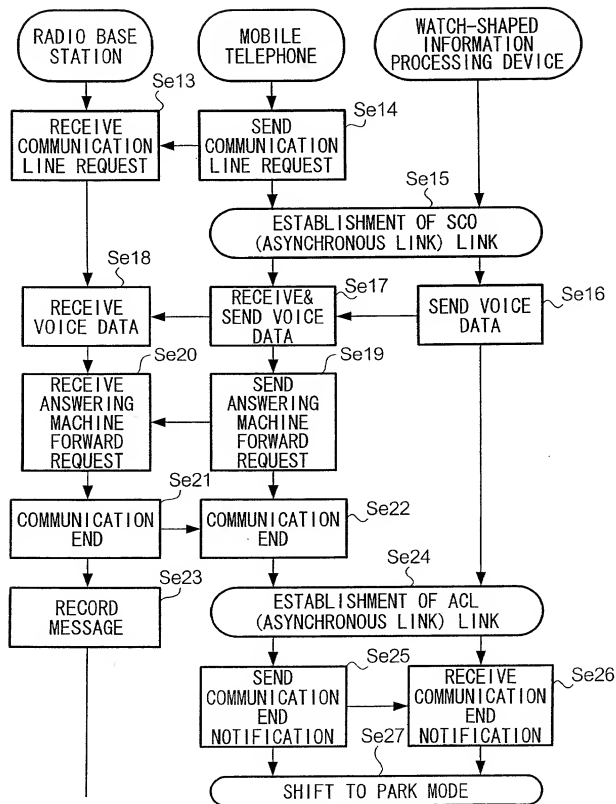 RADIO BASE
STATION
MOBILE
TELEPHONE
WATCH-SHAPED
INFORMATION
PROCESSING DEVICE
Se13
RECEIVE
COMMUNICATION
LINE REQUEST
Se14
SEND
COMMUNICATION
LINE REQUEST
Se15
ESTABLISHMENT OF SCO
(ASYNCHRONOUS LINK) LINK
Se18
RECEIVE
VOICE DATA
Se17
RECEIVE&
SEND VOICE
DATA
Se16
SEND VOICE
DATA
Se20
RECEIVE
ANSWERING
MACHINE
FORWARD
REQUEST
Se19
SEND
ANSWERING
MACHINE
FORWARD
REQUEST
Se21
COMMUNICATION
END
Se22
COMMUNICATION
END
Se23
RECORD
MESSAGE
Se24
ESTABLISHMENT OF ACL
(ASYNCHRONOUS LINK) LINK
Se25
SEND
COMMUNICATION
END
NOTIFICATION
Se26
RECEIVE
COMMUNICATION
END
NOTIFICATION
Se27
SHIFT TO PARK MODE